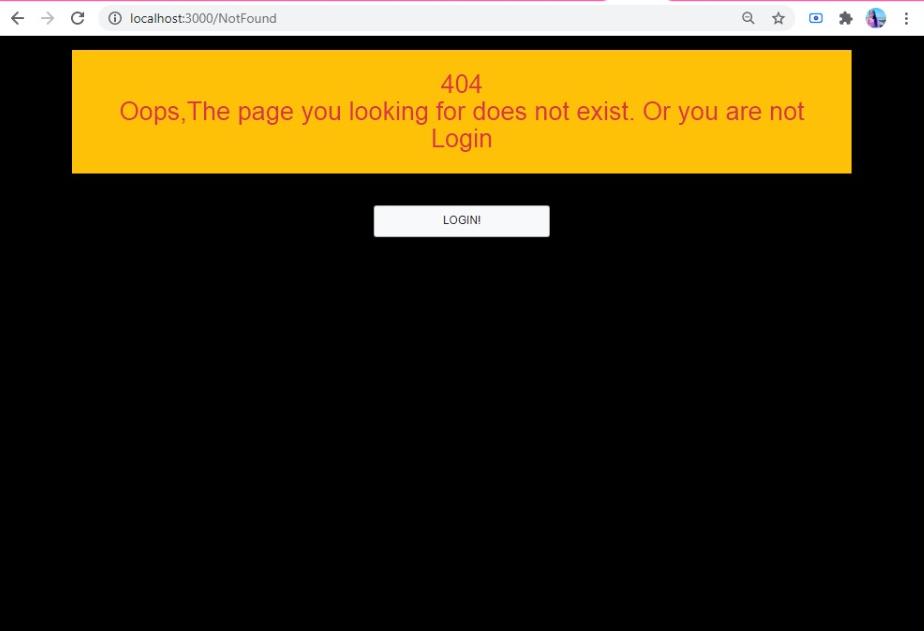 localhost:3000/NotFound
404
Oops,The page you looking for does not exist. Or you are not
Login
LOGIN!